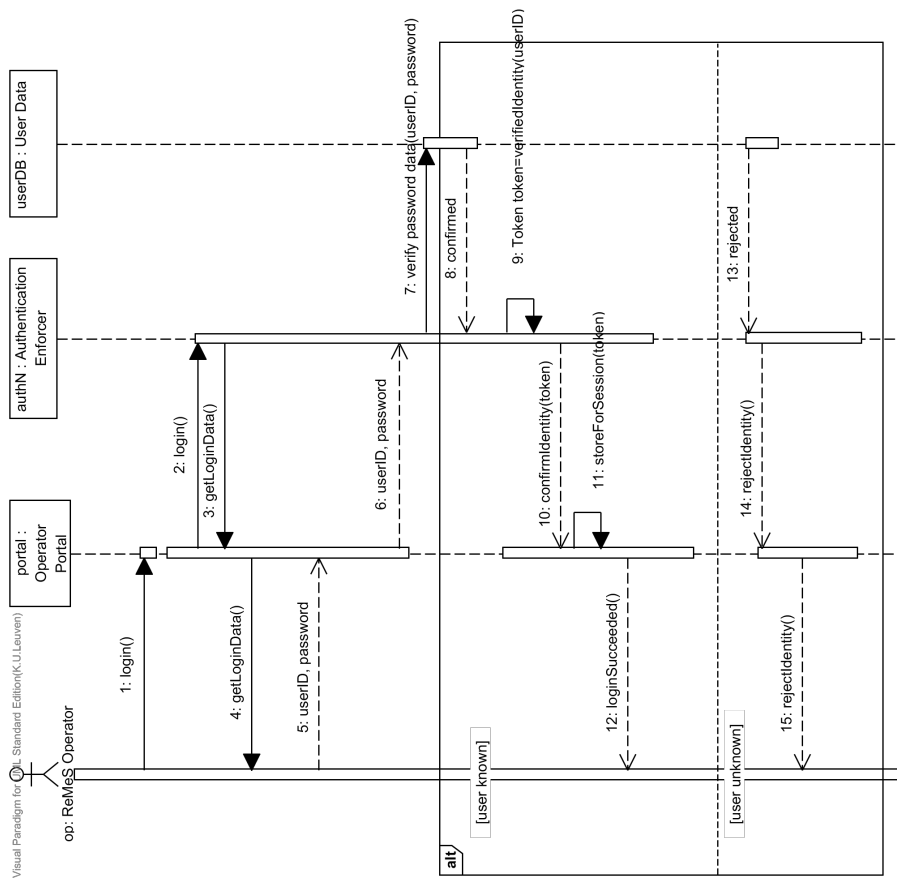 Visual Paradigm for UML Standard Edition(K.U.Leuven)
op: ReMeS Operator
portal :
Operator
Portal
authN : Authentication
Enforcer
userDB : User Data
1: login()
2: login()
3: getLoginData()
4: getLoginData()
5: userID, password
6: userID, password
7: verify password data(userID, password)
alt
[user known]
8: confirmed
9: Token token=verifiedIdentity(userID)
10: confirmIdentity(token)
11: storeForSession(token)
12: loginSucceeded()
[user unknown]
13: rejected
14: rejectIdentity()
15: rejectIdentity()